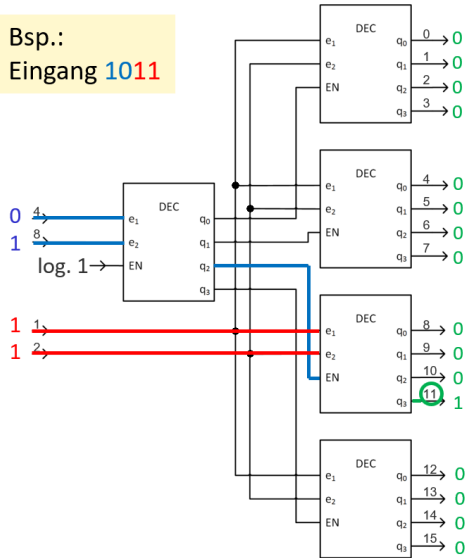 Bsp.:
Eingang 1011
DEC
e₁ q₀ 0 0
e₂ q₁ 1 0
EN q₂ 2 0
q₃ 3 0
DEC
e₁ q₀ 4 0
e₂ q₁ 5 0
EN q₂ 6 0
q₃ 7 0
DEC
0 4 e₁ q₀
1 8 e₂ q₁
log. 1 EN q₂
q₃
DEC
1 1 e₁ q₀ 8 0
1 2 e₂ q₁ 9 0
EN q₂ 10 0
q₃ 11 1
DEC
e₁ q₀ 12 0
e₂ q₁ 13 0
EN q₂ 14 0
q₃ 15 0